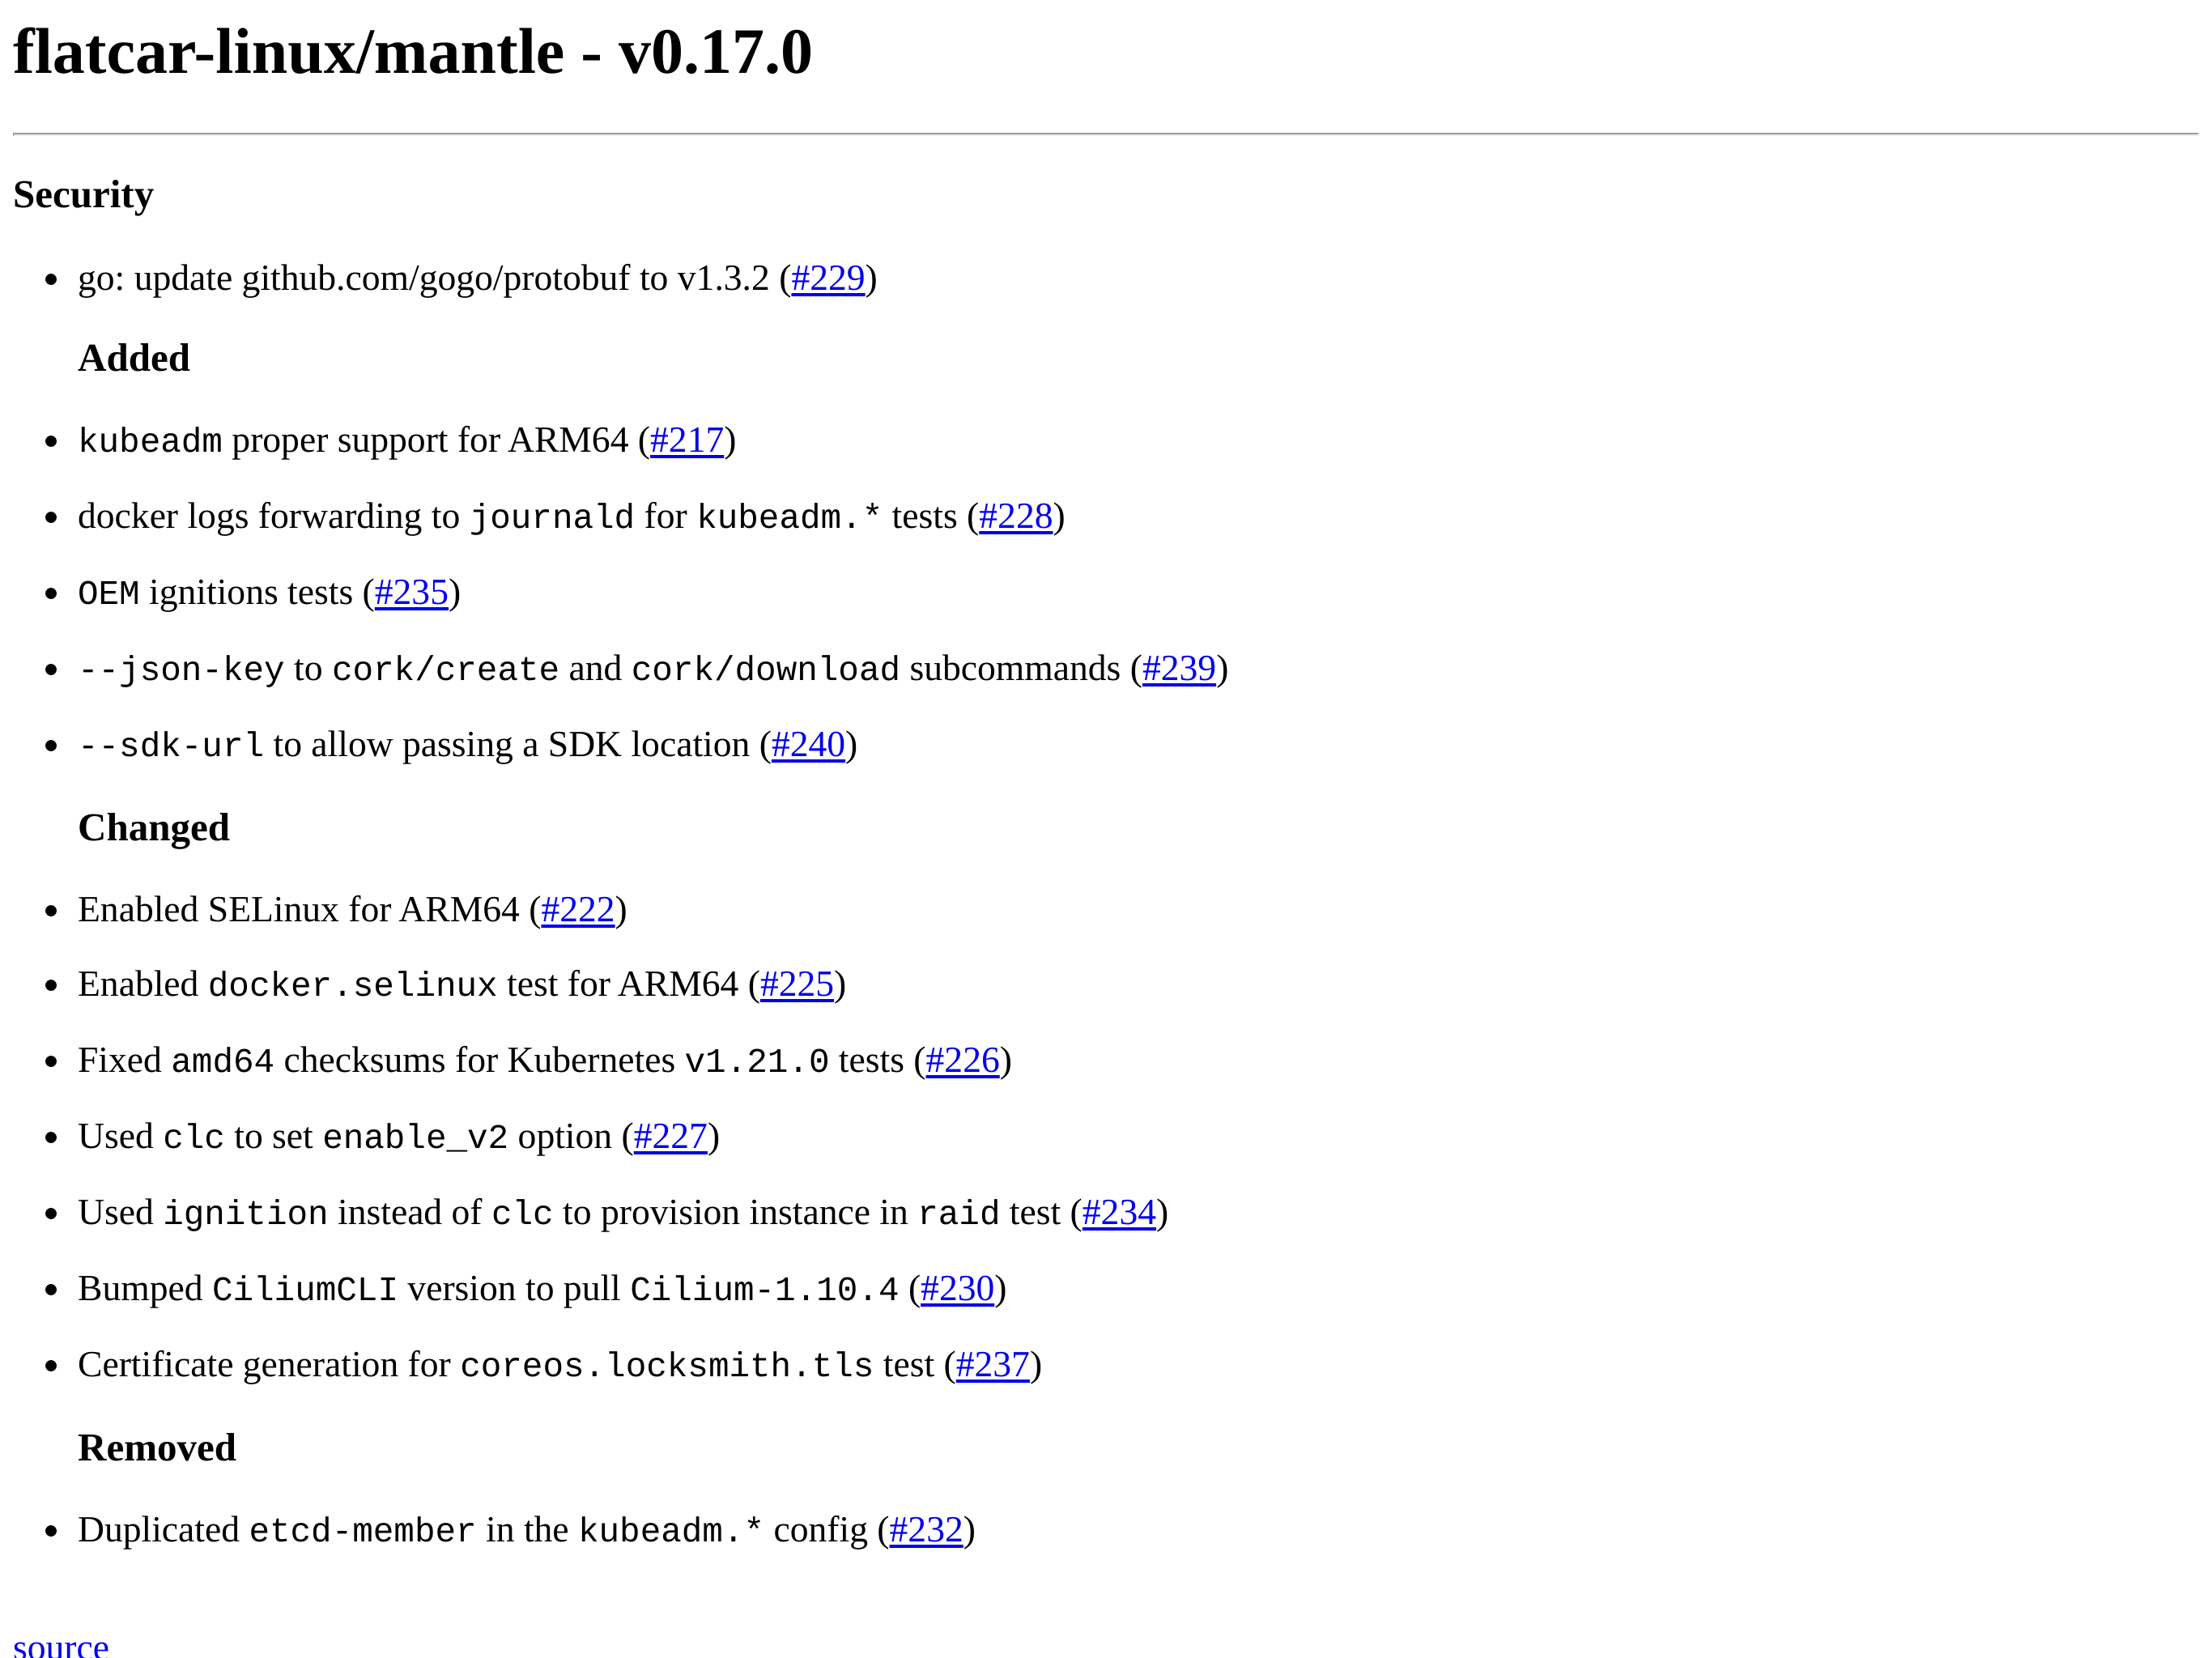 flatcar-linux/mantle - v0.17.0
Security
• go: update github.com/gogo/protobuf to v1.3.2 (#229)
Added
• kubeadm proper support for ARM64 (#217)
• docker logs forwarding to journald for kubeadm.* tests (#228)
• OEM ignitions tests (#235)
• --json-key to cork/create and cork/download subcommands (#239)
• --sdk-url to allow passing a SDK location (#240)
Changed
• Enabled SELinux for ARM64 (#222)
• Enabled docker.selinux test for ARM64 (#225)
• Fixed amd64 checksums for Kubernetes v1.21.0 tests (#226)
• Used clc to set enable_v2 option (#227)
• Used ignition instead of clc to provision instance in raid test (#234)
• Bumped CiliumCLI version to pull Cilium-1.10.4 (#230)
• Certificate generation for coreos.locksmith.tls test (#237)
Removed
• Duplicated etcd-member in the kubeadm.* config (#232)
source